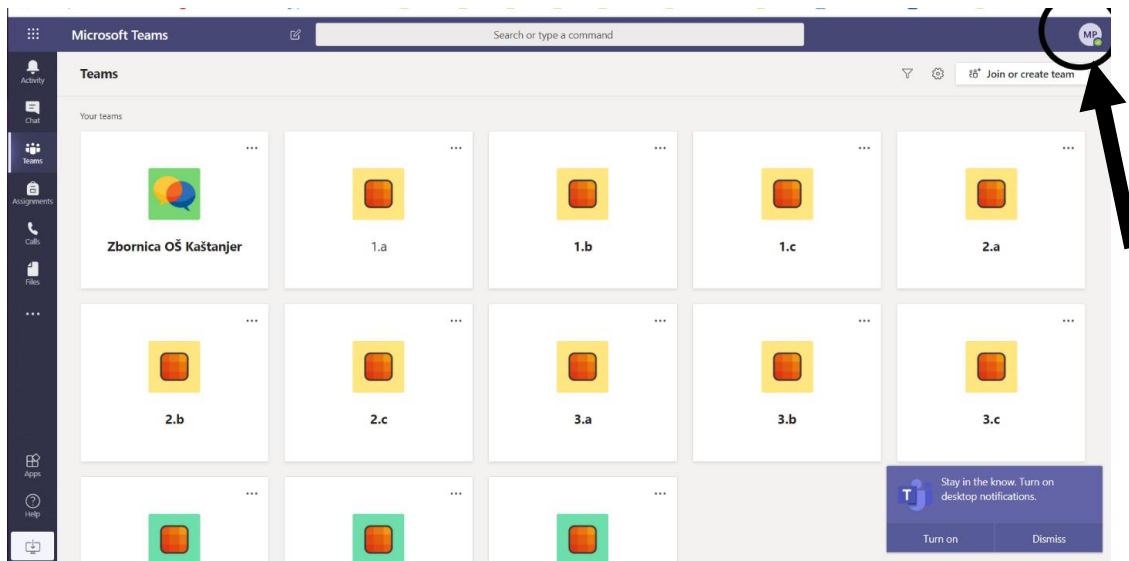 Microsoft Teams
Search or type a command
MP
Activity
Chat
Teams
Assignments
Calls
Files
Apps
Help
Teams
Join or create team
Your teams
Zbornica OŠ Kaštanjer
1.a
1.b
1.c
2.a
2.b
2.c
3.a
3.b
3.c
T
Stay in the know. Turn on
desktop notifications.
Turn on
Dismiss